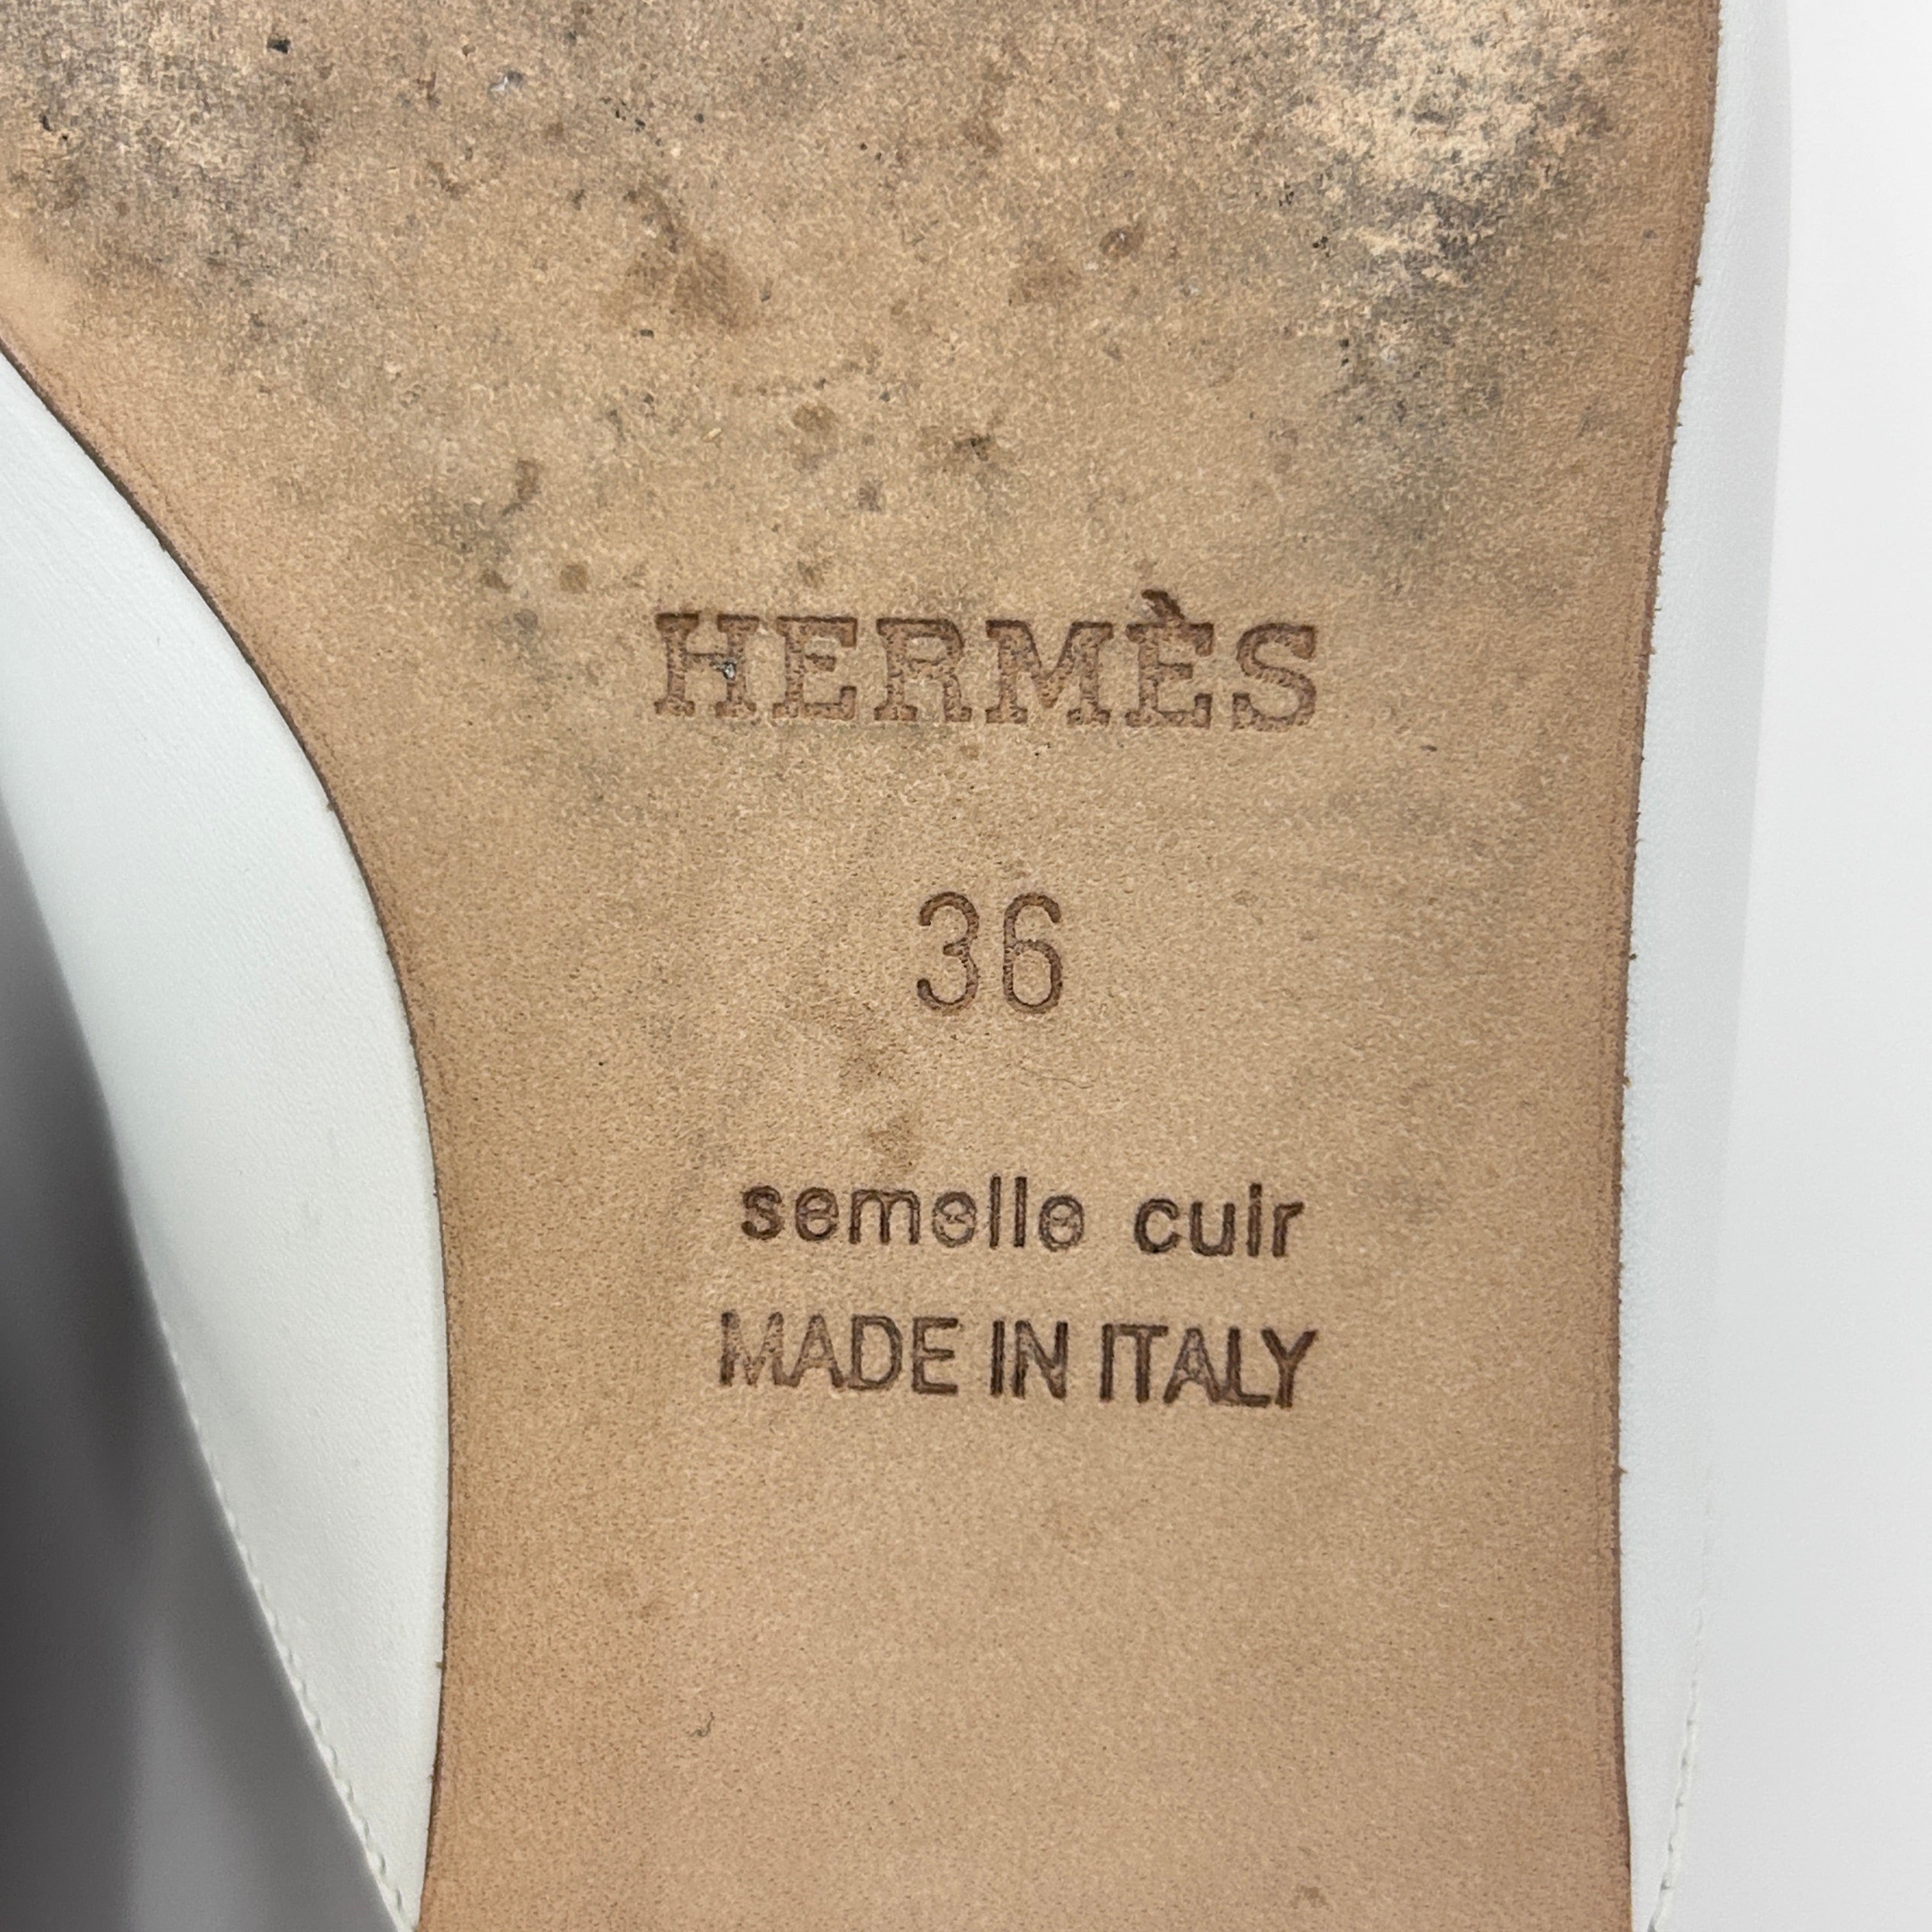 HERMÈS
36
semelle cuir
MADE IN ITALY